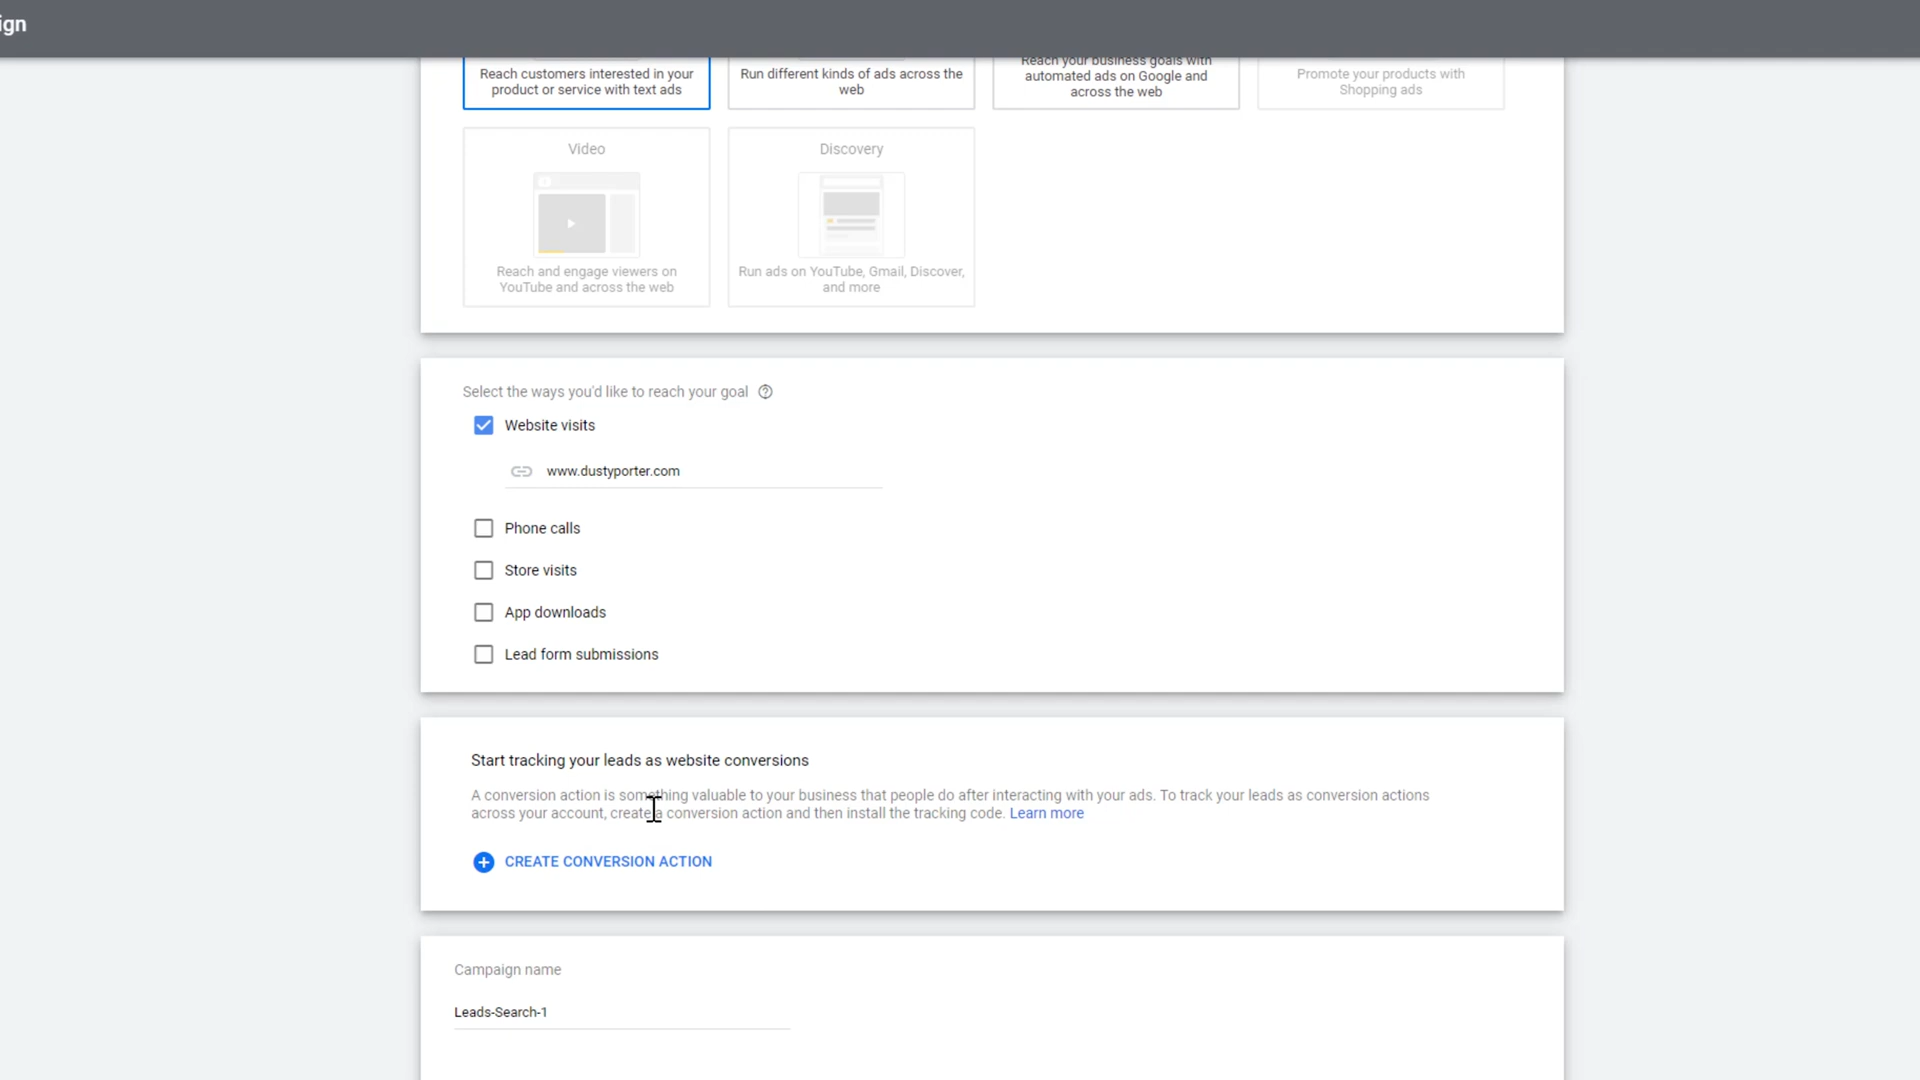 ign
Reach customers interested in your
product or service with text ads
Run different kinds of ads across the
web
Reach your business goals with
automated ads on Google and
across the web
Promote your products with
Shopping ads
Video
Reach and engage viewers on
YouTube and across the web
Discovery
Run ads on YouTube, Gmail, Discover,
and more
Select the ways you'd like to reach your goal
Website visits
www.dustyporter.com
Phone calls
Store visits
App downloads
Lead form submissions
Start tracking your leads as website conversions
A conversion action is something valuable to your business that people do after interacting with your ads. To track your leads as conversion actions
across your account, create a conversion action and then install the tracking code. Learn more
CREATE CONVERSION ACTION
Campaign name
Leads-Search-1